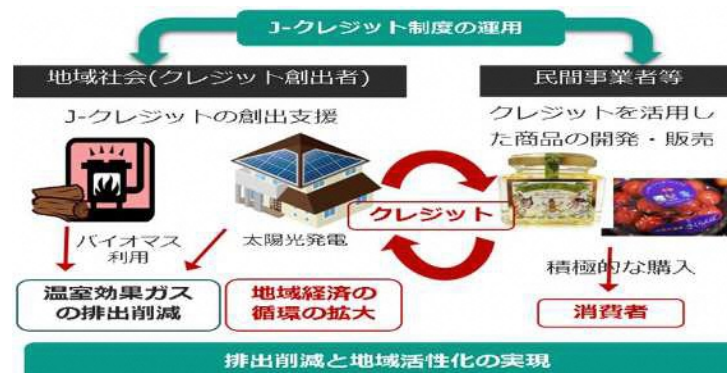 J-クレジット制度の運用
地域社会(クレジット創出者)
民間事業者等
J-クレジットの創出支援
クレジットを活用し
た商品の開発・販売
クレジット
バイオマス
利用
太陽光発電
積極的な購入
温室効果ガス
の排出削減
地域経済の
循環の拡大
消費者
排出削減と地域活性化の実現